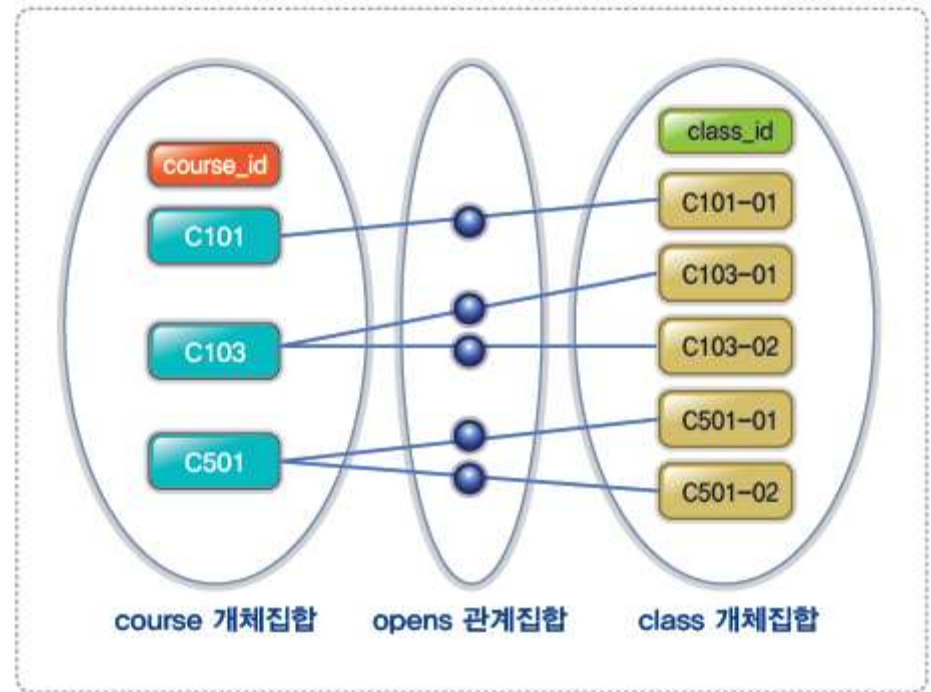 course_id
C101
C103
C501
class_id
C101-01
C103-01
C103-02
C501-01
C501-02
course 개체집합
opens 관계집합
class 개체집합